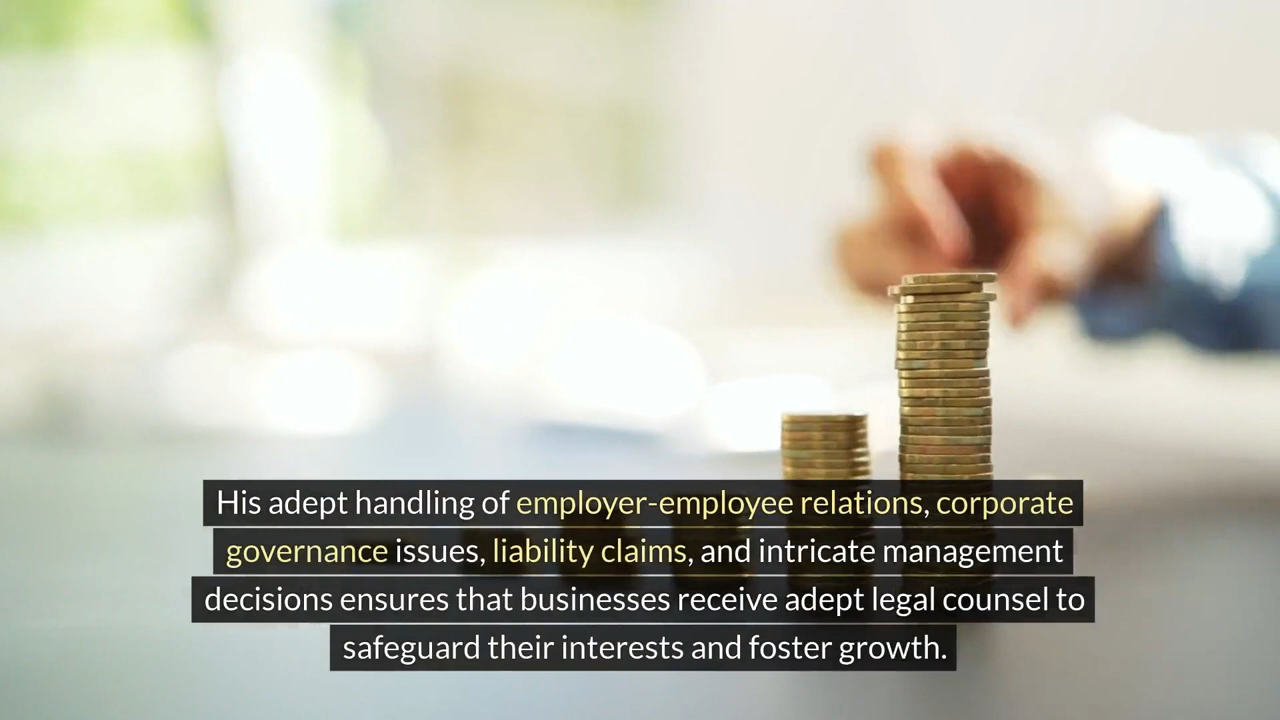 His adept handling of employer-employee relations, corporate
governance issues, liability claims, and intricate management
decisions ensures that businesses receive adept legal counsel to
safeguard their interests and foster growth.